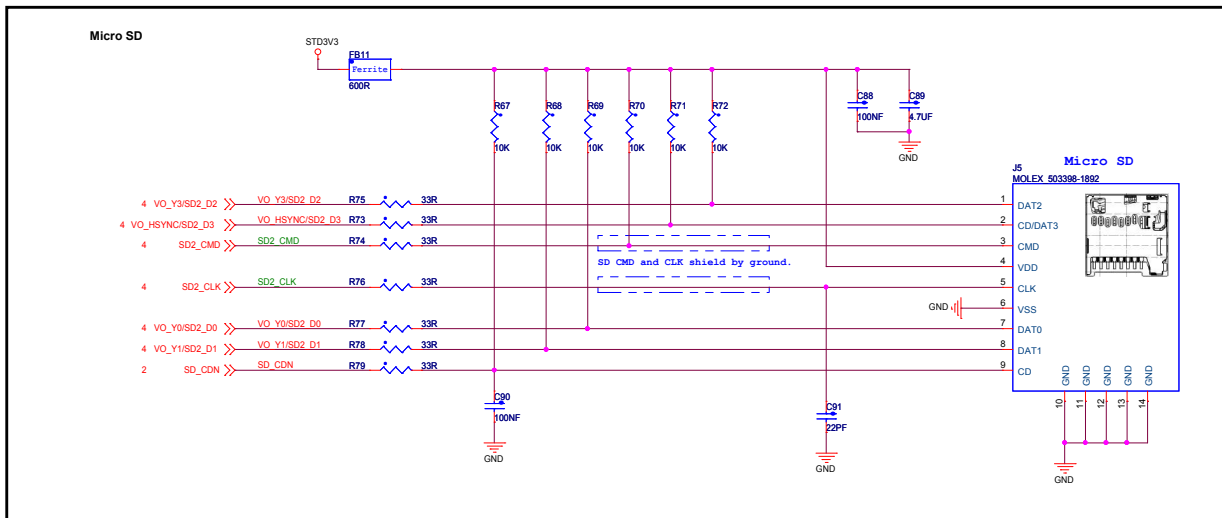 Micro SD
STD3V3
FB11
Ferrite
600R
R67
R68
R69
R70
R71
R72
10K
10K
10K
10K
10K
10K
C88
100NF
C89
4.7UF
GND
Micro SD
J5
MOLEX 503398-1892
4 VO_Y3/SD2_D2 VO_Y3/SD2_D2 R75 33R 1 DAT2
4 VO_HSYNC/SD2_D3 VO_HSYNC/SD2_D3 R73 33R 2 CD/DAT3
4 SD2_CMD SD2_CMD R74 33R 3 CMD
SD CMD and CLK shield by ground.
4 VDD
4 SD2_CLK SD2_CLK R76 33R 5 CLK
GND 6 VSS
4 VO_Y0/SD2_D0 VO_Y0/SD2_D0 R77 33R 7 DAT0
4 VO_Y1/SD2_D1 VO_Y1/SD2_D1 R78 33R 8 DAT1
2 SD_CDN SD_CDN R79 33R 9 CD
GND
GND
GND
GND
GND
10
11
12
13
14
C90
100NF
GND
C91
22PF
GND
GND